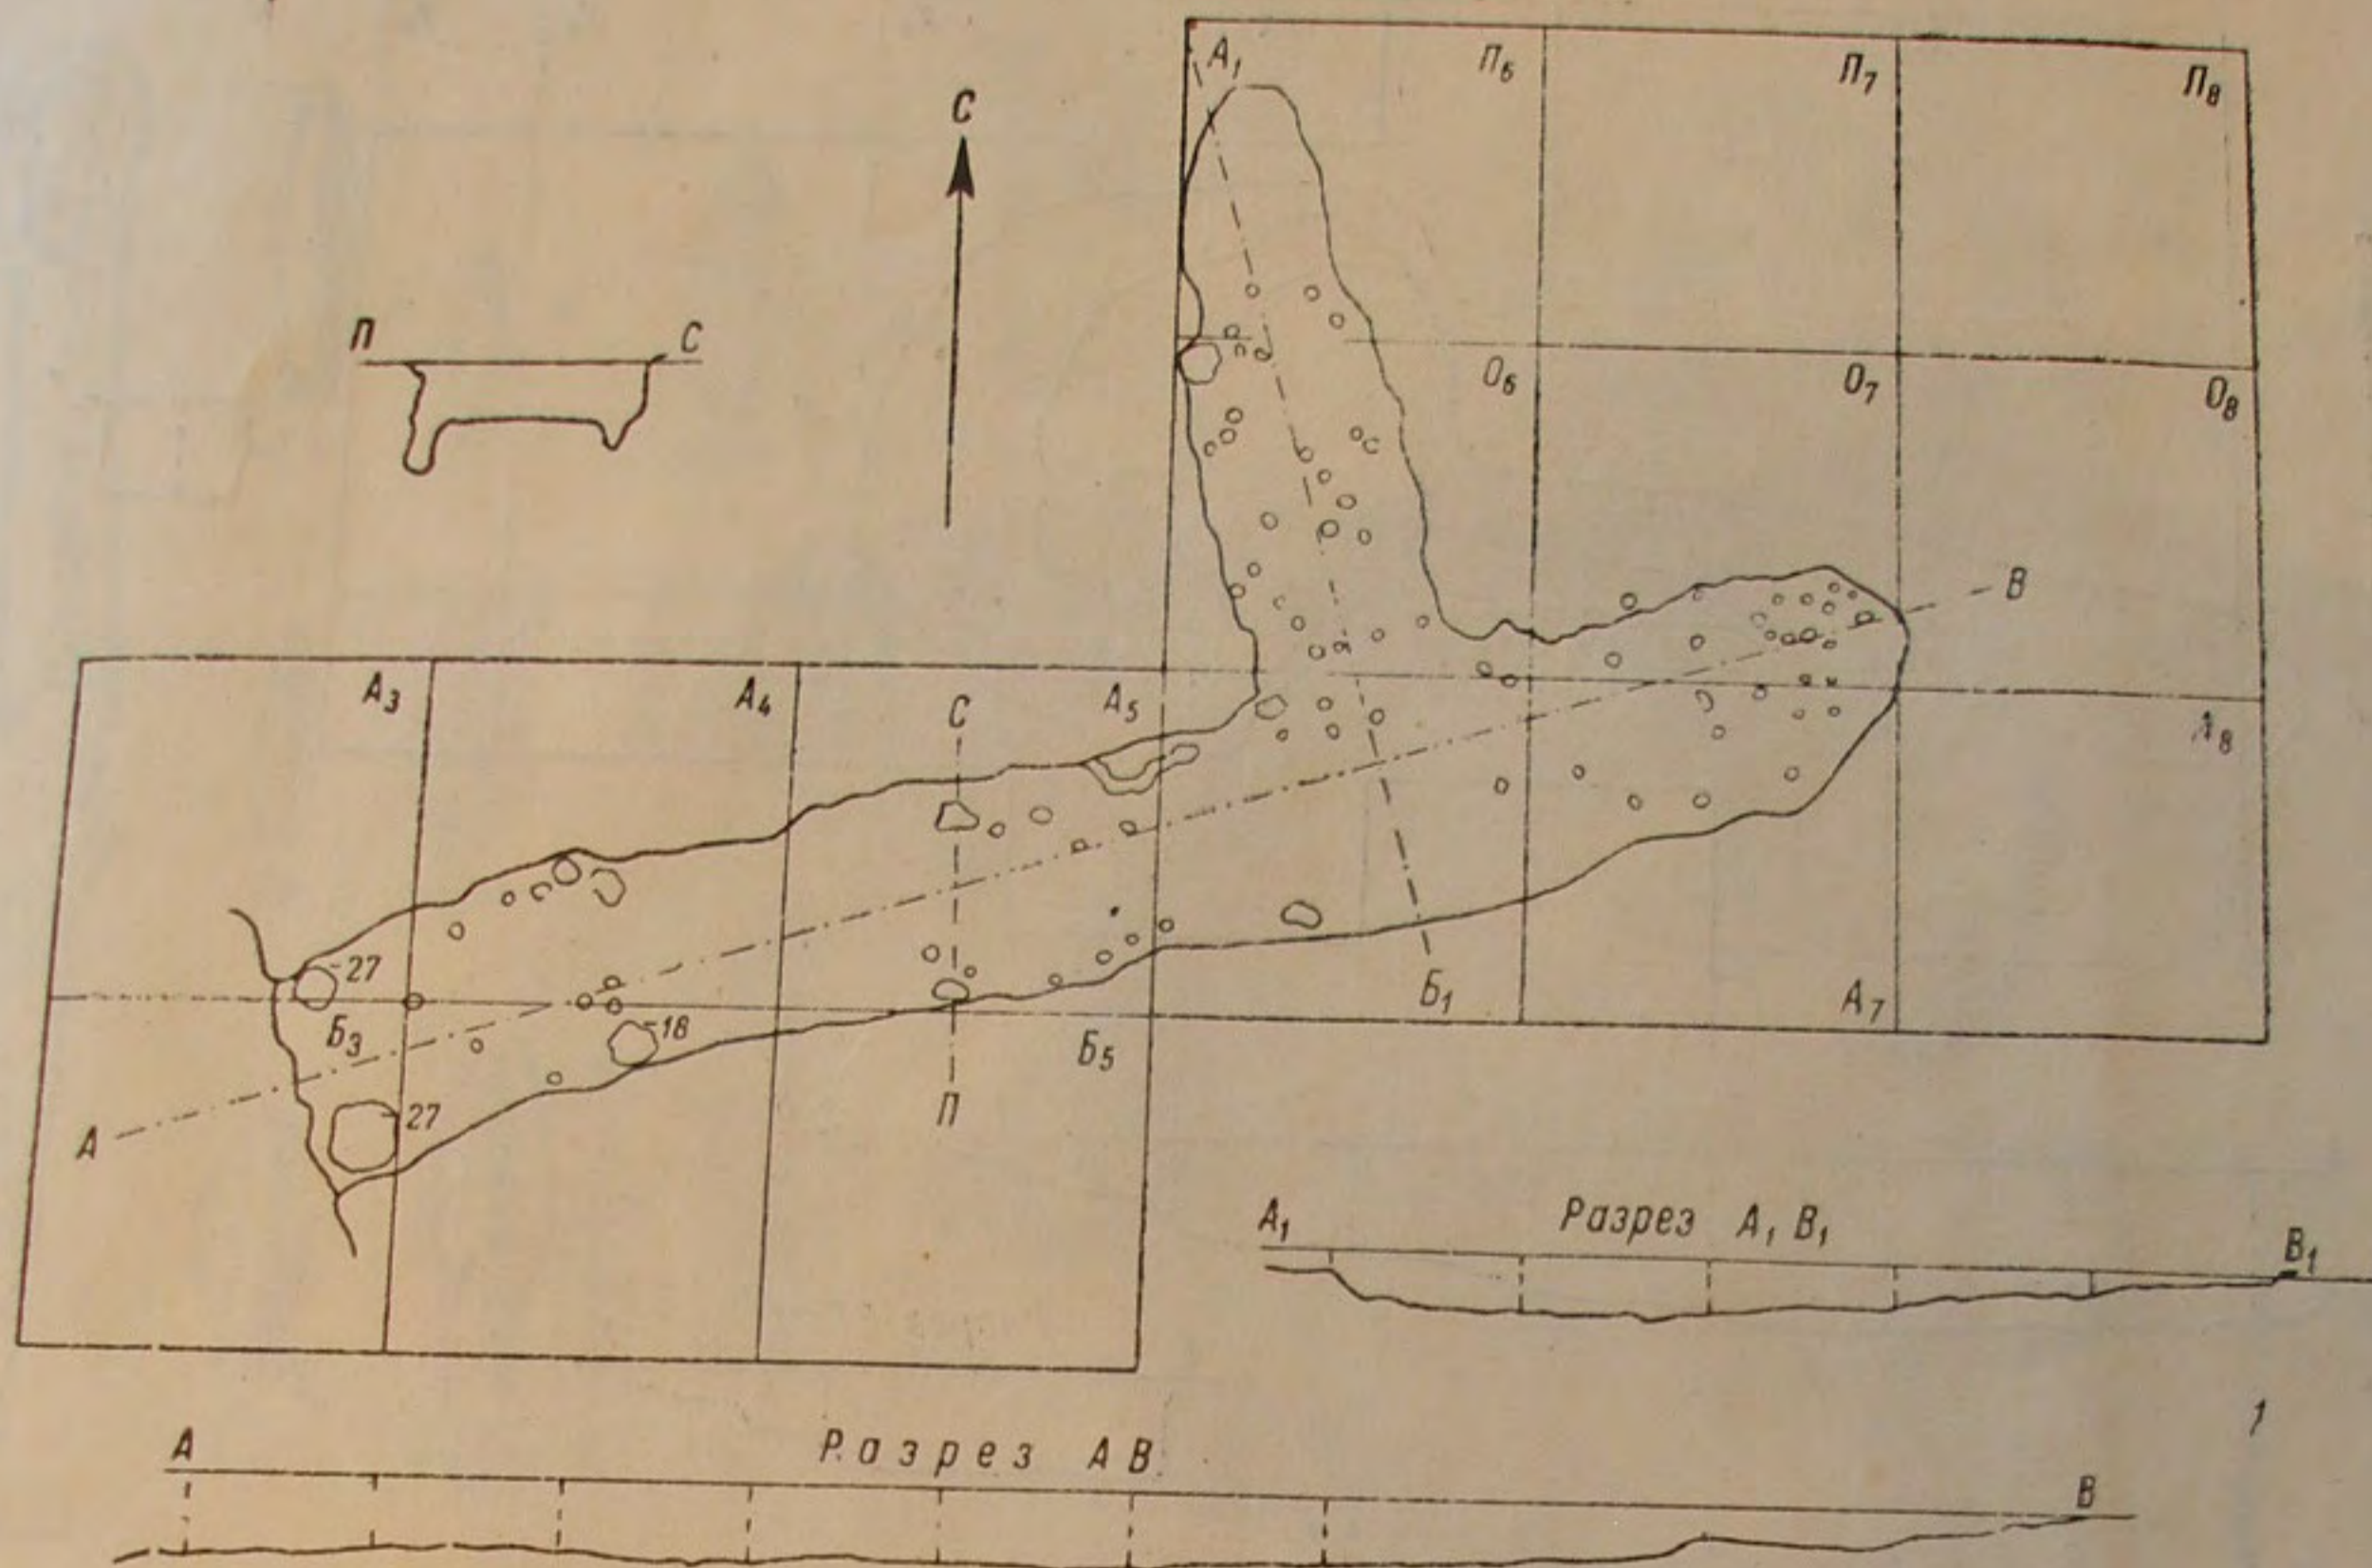 А₁ П₆ П₇ П₈
С
П С
О₆ О₇ О₈
В
А₃ А₄ С А₅
А₈
27
Б₃ 18 Б₅ Б₁ А₇
А 27 П
А₁ Разрез А₁ В₁ В₁
1
А Разрез АВ В